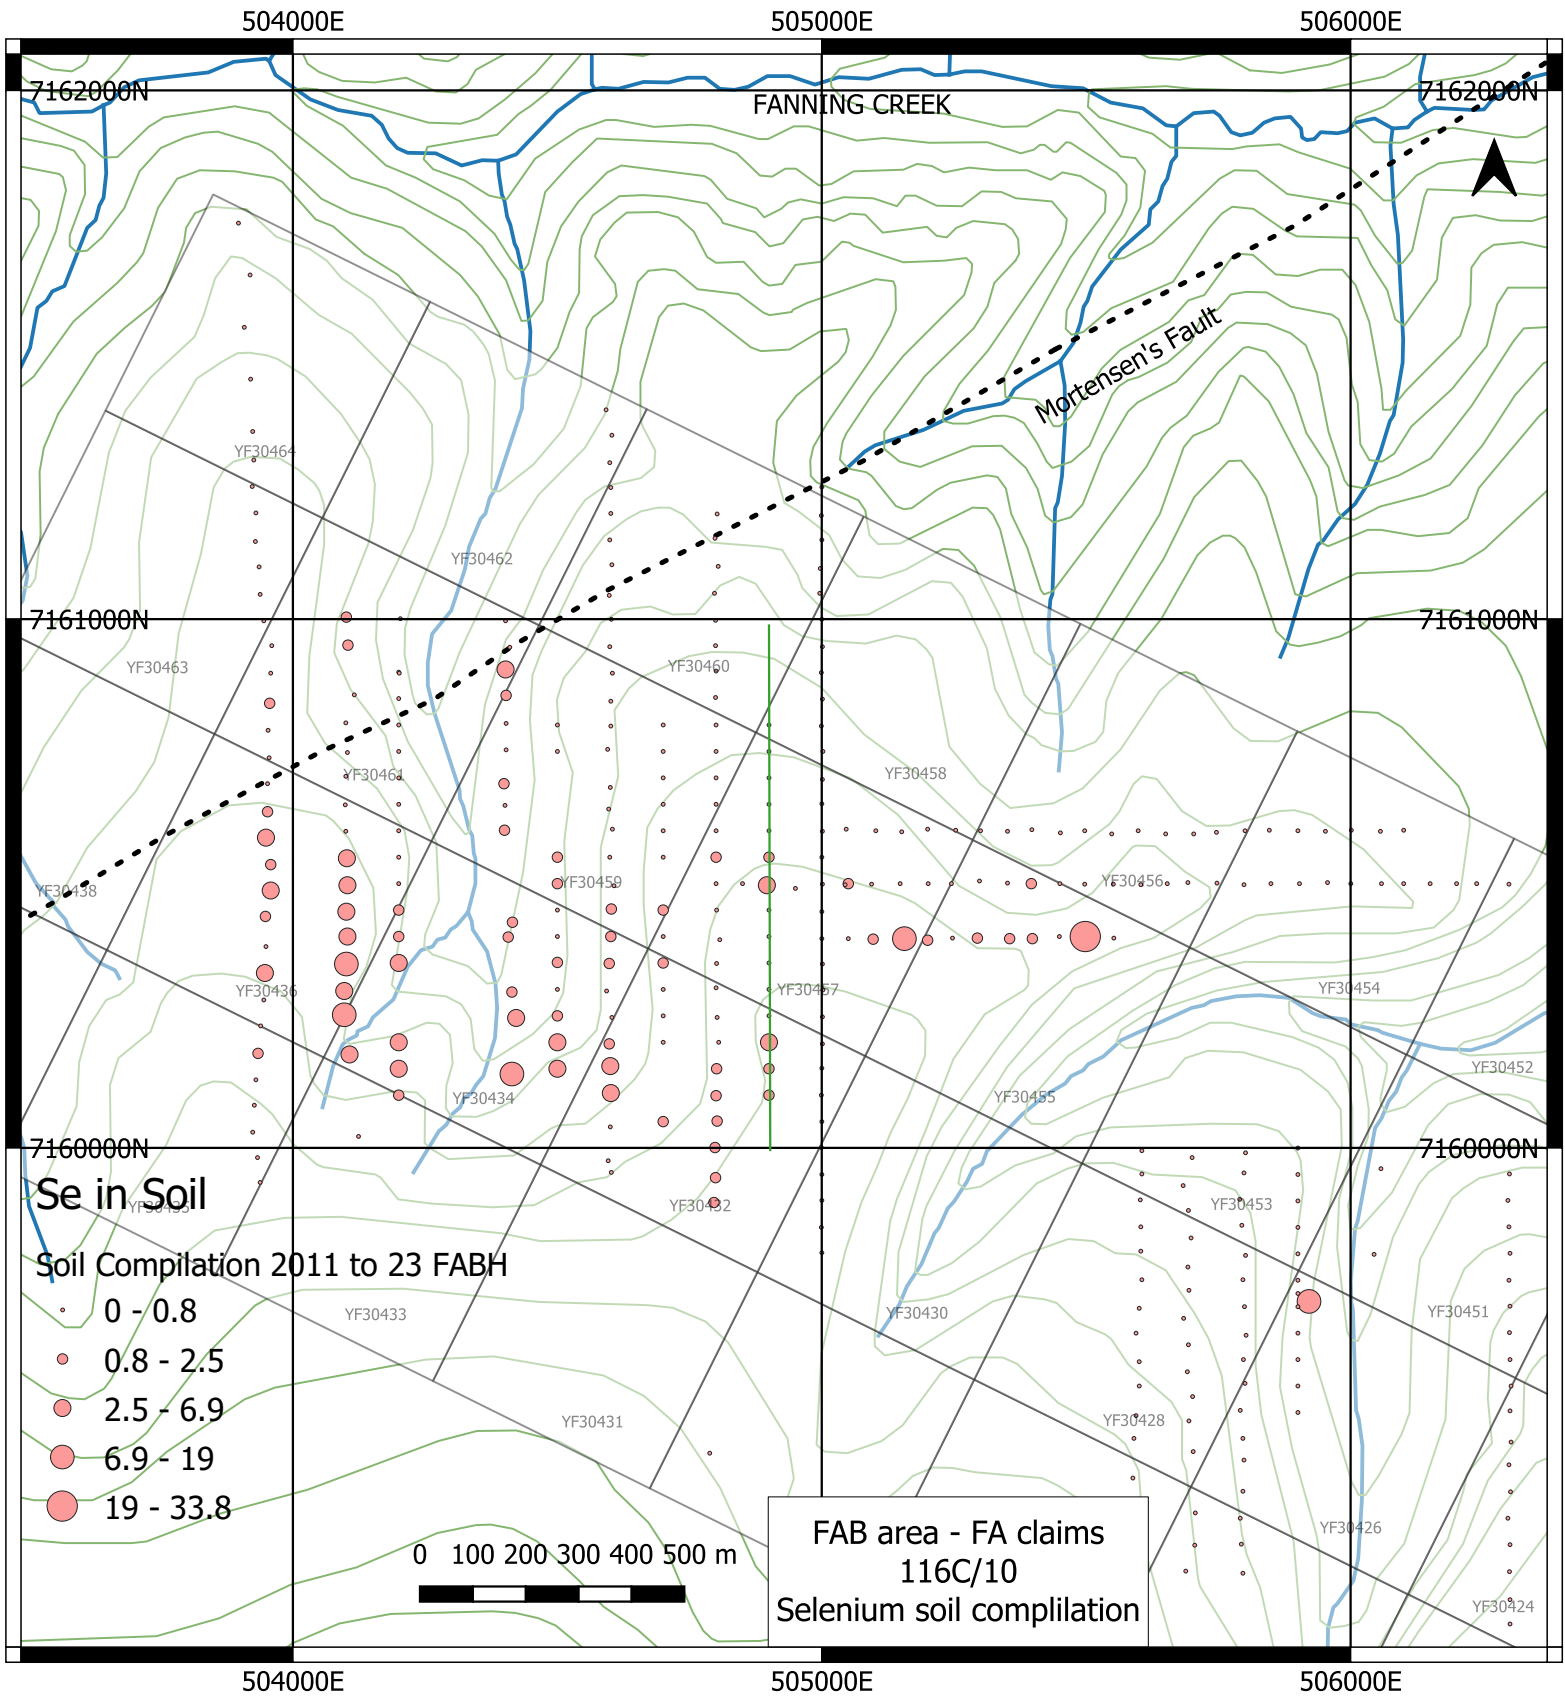 504000E
505000E
506000E
7162000N
7162000N
FANNING CREEK
Mortensen's Fault
YF30464
YF30462
7161000N
7161000N
YF30463
YF30460
YF30461
YF30458
YF30438
YF30459
YF30456
YF30436
YF30457
YF30454
YF30452
YF30434
YF30455
7160000N
7160000N
Se in Soil
YF30435
YF30432
YF30453
Soil Compilation 2011 to 23 FABH
0 - 0.8
YF30433
YF30430
YF30451
0.8 - 2.5
2.5 - 6.9
YF30431
YF30428
6.9 - 19
19 - 33.8
YF30426
0 100 200 300 400 500 m
FAB area - FA claims
116C/10
Selenium soil complilation
YF30424
504000E
505000E
506000E